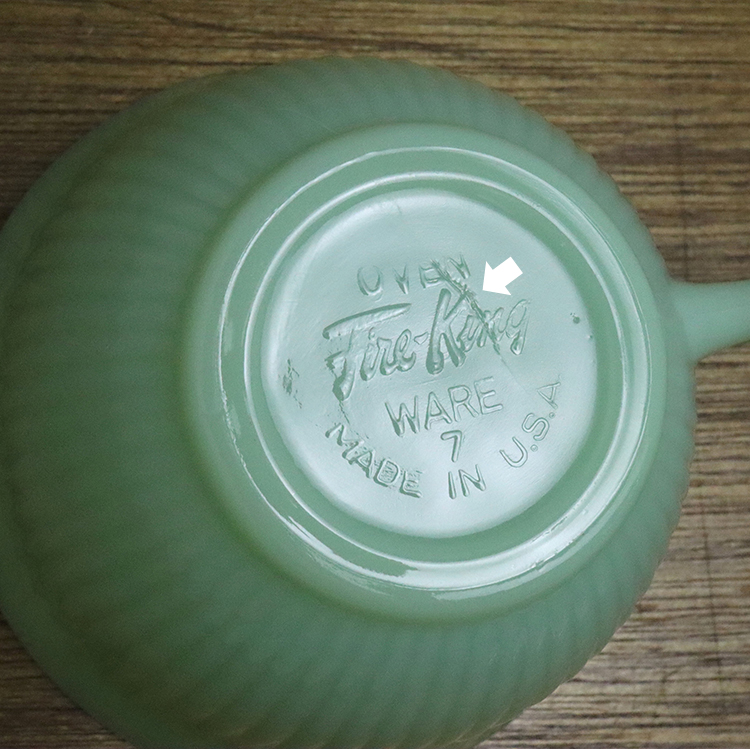 OVEN
Fire-King
WARE
7
MADE IN U.S.A